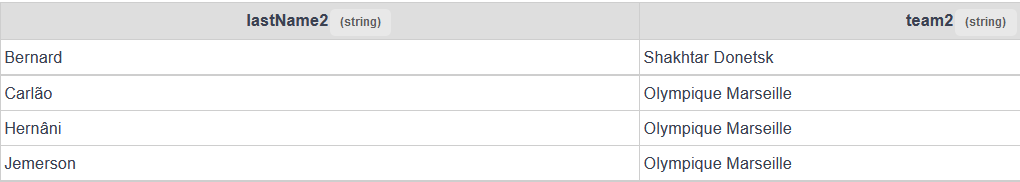 lastName2 (string) team2 (string)
Bernard Shakhtar Donetsk
Carlão Olympique Marseille
Hernâni Olympique Marseille
Jemerson Olympique Marseille